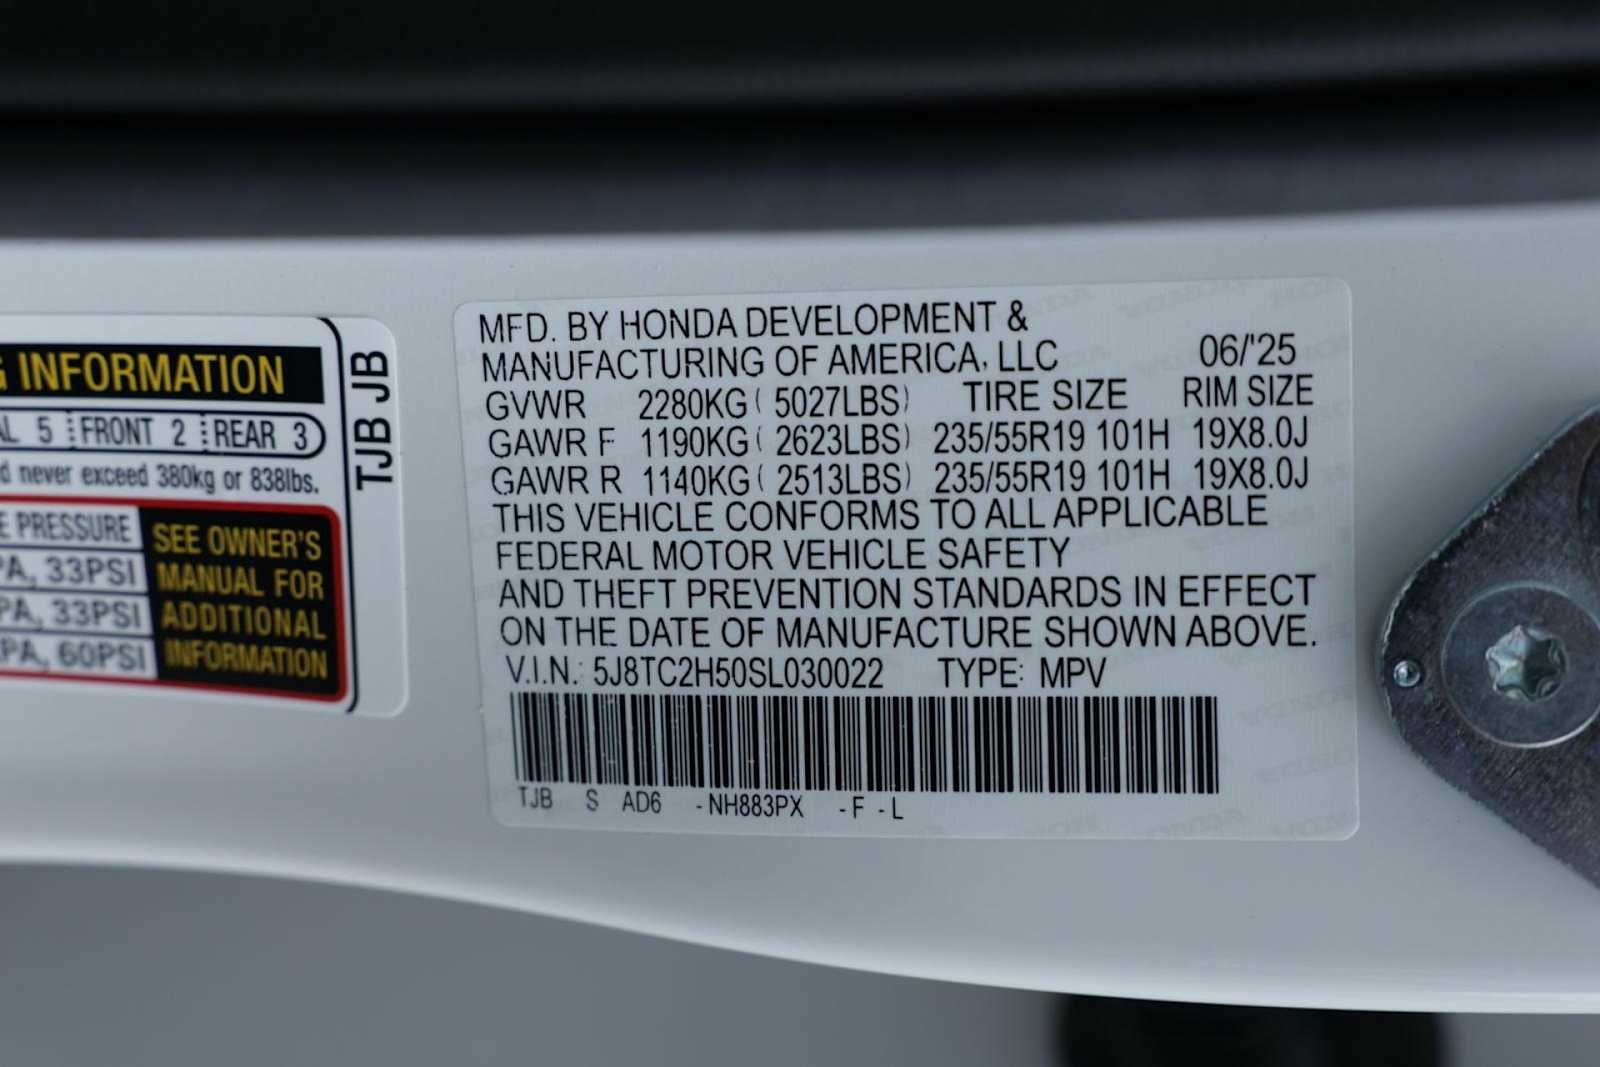 G INFORMATION
AL 5 FRONT 2 REAR 3
d never exceed 380kg or 838lbs.
E PRESSURE
PA, 33PSI
PA, 33PSI
PA, 60PSI
SEE OWNER'S
MANUAL FOR
ADDITIONAL
INFORMATION
TJB JB
MFD. BY HONDA DEVELOPMENT &
MANUFACTURING OF AMERICA, LLC 06/'25
GVWR 2280KG ( 5027LBS) TIRE SIZE RIM SIZE
GAWR F 1190KG ( 2623LBS) 235/55R19 101H 19X8.0J
GAWR R 1140KG ( 2513LBS) 235/55R19 101H 19X8.0J
THIS VEHICLE CONFORMS TO ALL APPLICABLE
FEDERAL MOTOR VEHICLE SAFETY
AND THEFT PREVENTION STANDARDS IN EFFECT
ON THE DATE OF MANUFACTURE SHOWN ABOVE.
V.I.N.: 5J8TC2H50SL030022 TYPE: MPV
TJB S AD6 -NH883PX -F -L